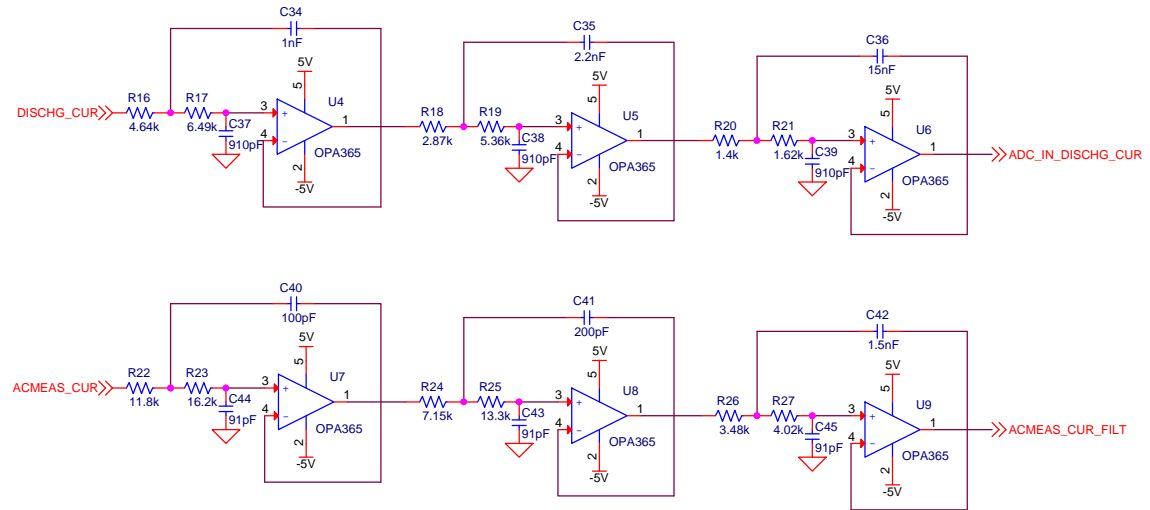 C34
1nF
C35
2.2nF
C36
15nF
5V
5V
5V
5
5
5
DISCHG_CUR
R16
4.64k
R17
6.49k
C37
910pF
3
4
+
−
1
2
U4
OPA365
-5V
R18
2.87k
R19
5.36k
C38
910pF
3
4
+
−
1
2
U5
OPA365
-5V
R20
1.4k
R21
1.62k
C39
910pF
3
4
+
−
1
2
U6
OPA365
-5V
ADC_IN_DISCHG_CUR
C40
100pF
C41
200pF
C42
1.5nF
5V
5V
5V
5
5
5
ACMEAS_CUR
R22
11.8k
R23
16.2k
C44
91pF
3
4
+
−
1
2
U7
OPA365
-5V
R24
7.15k
R25
13.3k
C43
91pF
3
4
+
−
1
2
U8
OPA365
-5V
R26
3.48k
R27
4.02k
C45
91pF
3
4
+
−
1
2
U9
OPA365
-5V
ACMEAS_CUR_FILT